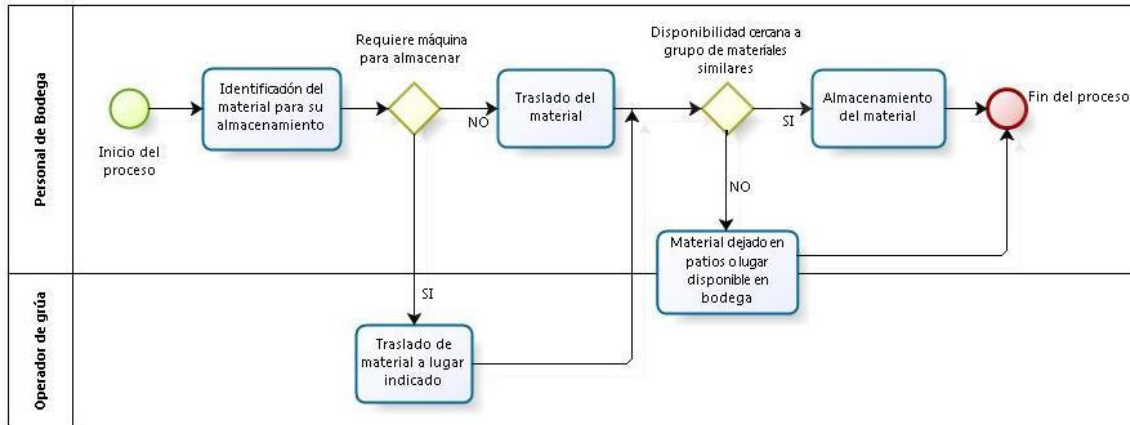 Personal de Bodega
Inicio del
proceso
Identificación del
material para su
almacenamiento
Requiere máquina
para almacenar
NO
SI
Traslado del
material
Disponibilidad cercana a
grupo de materiales
similares
SI
NO
Almacenamiento
del material
Fin del proceso
Material dejado en
patios o lugar
disponible en
bodega
Operador de grúa
Traslado de
material a lugar
indicado